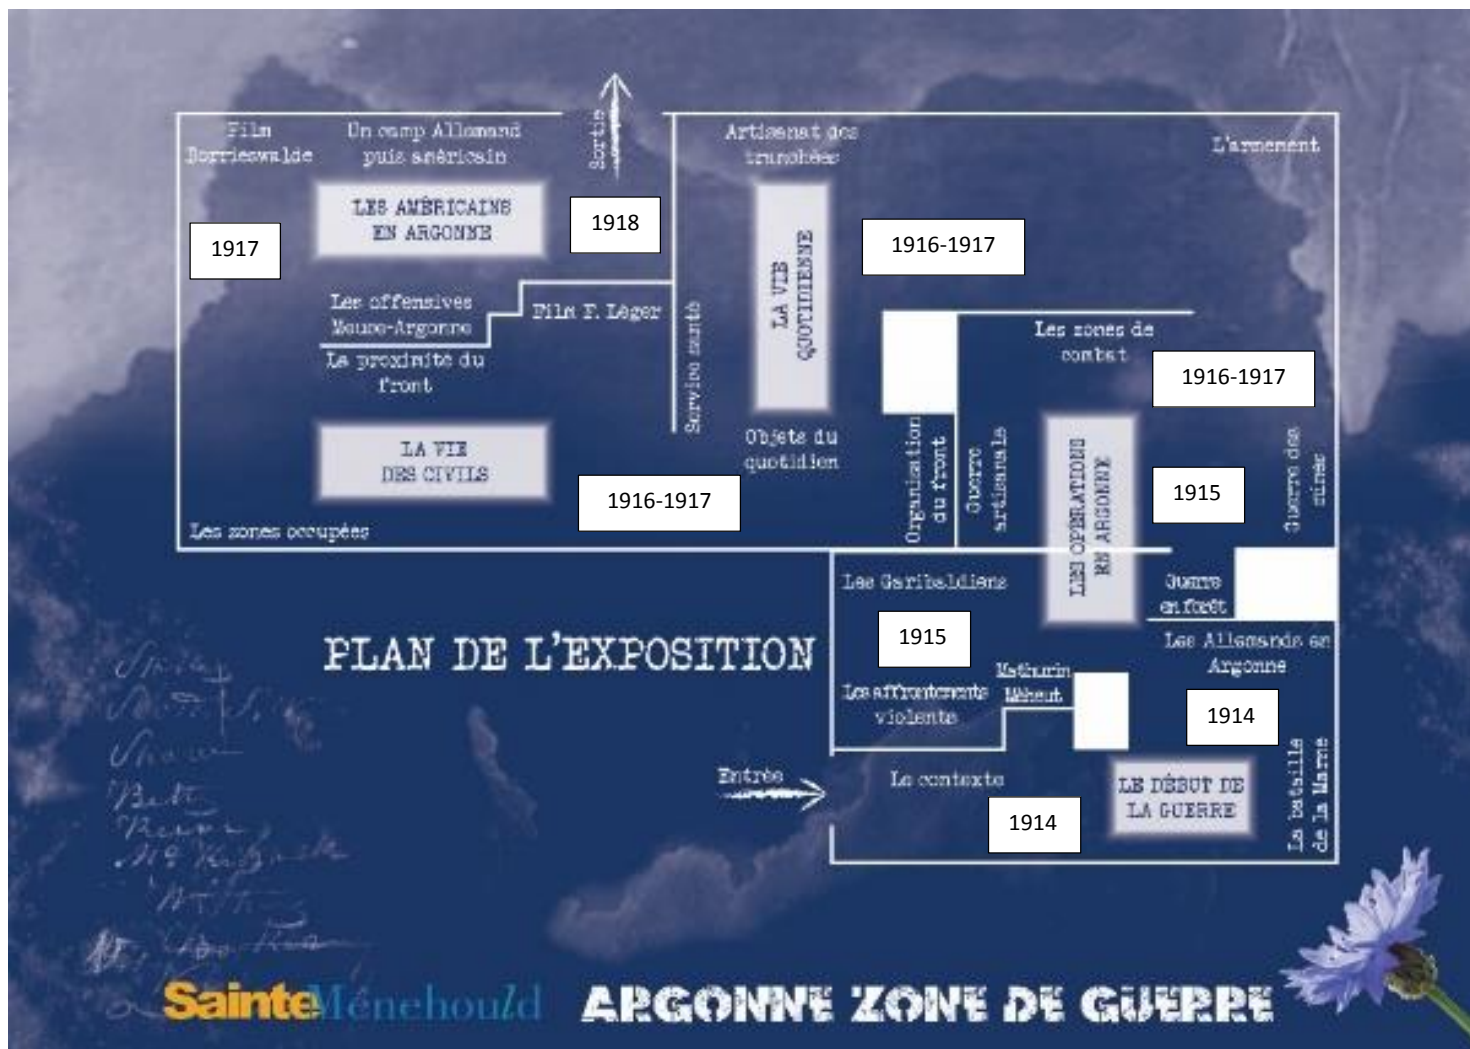 Film
Borrieswalde
Un camp Allemand
puis américain
Sortie
Artisanat des
tranchées
L'armement
LES AMÉRICAINS
EN ARGONNE
1917
1918
LA VIE
QUOTIDIENNE
1916-1917
Les offensives
Meuse-Argonne
Film F. Léger
Service santé
Les zones de
combat
La proximité du
front
1916-1917
LA VIE
DES CIVILS
Objets du
quotidien
Organisation
du front
Guerre
artisanale
LES OPÉRATIONS
EN ARGONNE
1915
Guerre des
mines
1916-1917
Les zones occupées
Les Garibaldiens
Guerre
en forêt
PLAN DE L'EXPOSITION
1915
Les Allemands en
Argonne
Mathurin
Méheut
Les affrontements
violents
1914
Entrée
Le contexte
LE DÉBUT DE
LA GUERRE
La bataille
de la Marne
1914
SainteMénehould
ARGONNE ZONE DE GUERRE